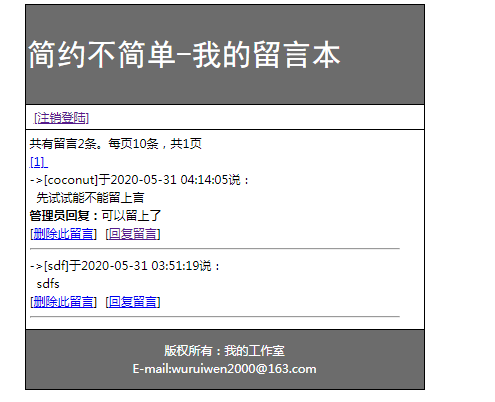 简约不简单-我的留言本
[注销登陆]
共有留言2条。每页10条，共1页
[1]
->[coconut]于2020-05-31 04:14:05说：
先试试能不能留上言
管理员回复：可以留上了
[删除此留言] [回复留言]
->[sdf]于2020-05-31 03:51:19说：
sdfs
[删除此留言] [回复留言]
版权所有：我的工作室
E-mail:wuruiwen2000@163.com